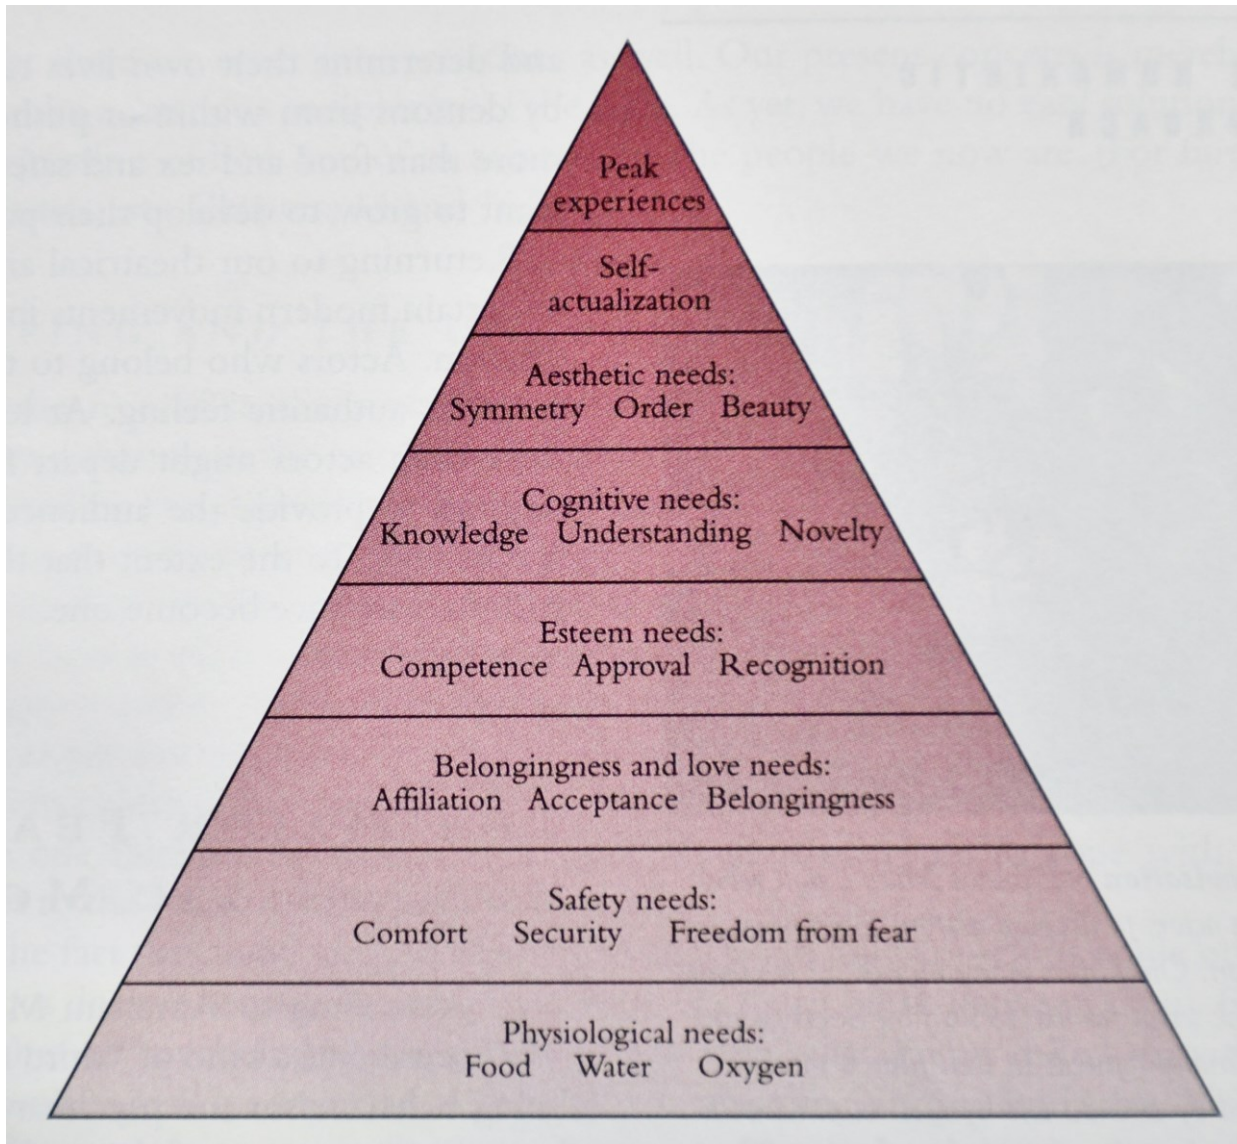 Peak
experiences
Self-
actualization
Aesthetic needs:
Symmetry Order Beauty
Cognitive needs:
Knowledge Understanding Novelty
Esteem needs:
Competence Approval Recognition
Belongingness and love needs:
Affiliation Acceptance Belongingness
Safety needs:
Comfort Security Freedom from fear
Physiological needs:
Food Water Oxygen